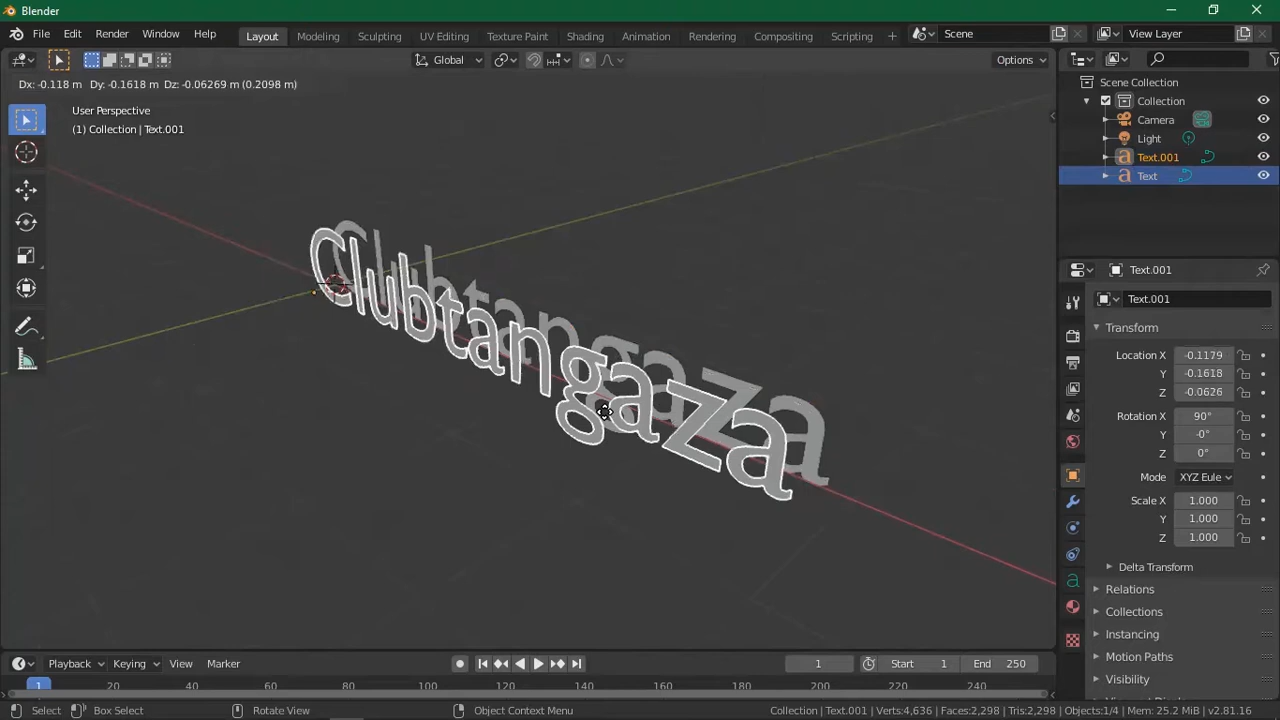 Blender
File Edit Render Window Help Layout Modeling Sculpting UV Editing Texture Paint Shading Animation Rendering Compositing Scripting + Scene View Layer
Global Options
Dx: -0.118 m Dy: -0.1618 m Dz: -0.06269 m (0.2098 m)
User Perspective
(1) Collection | Text.001
Clubtangaza
Clubtangaza
Scene Collection
Collection
Camera
Light
Text.001
Text
Text.001
Text.001
Transform
Location X -0.1179
Y -0.1618
Z -0.0626
Rotation X 90°
Y -0°
Z 0°
Mode XYZ Eule
Scale X 1.000
Y 1.000
Z 1.000
Delta Transform
Relations
Collections
Instancing
Motion Paths
Visibility
Playback Keying View Marker 1 Start 1 End 250
1 20 40 60 80 100 120 140 160 180 200 220 240
Select Box Select Rotate View Object Context Menu Collection | Text.001 | Verts:4,636 | Faces:2,298 | Tris:2,298 | Objects:1/4 | Mem: 25.2 MiB | v2.81.16